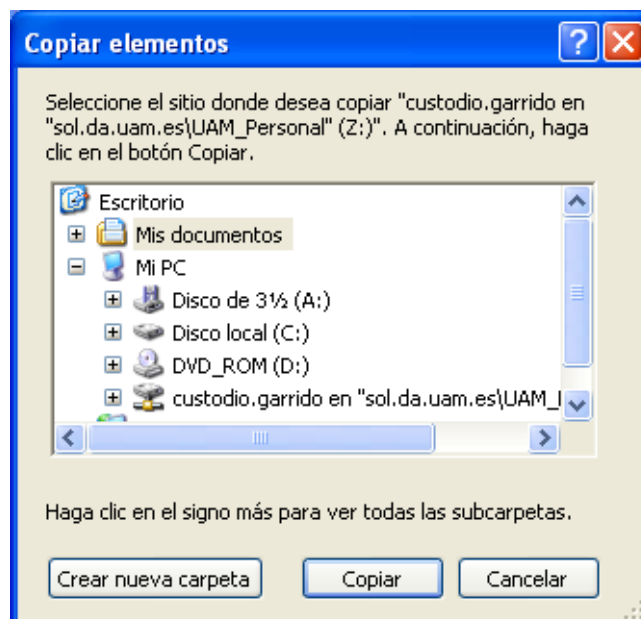 Copiar elementos
Seleccione el sitio donde desea copiar "custodio.garrido en
"sol.da.uam.es\UAM_Personal" (Z:)". A continuación, haga
clic en el botón Copiar.
Escritorio
Mis documentos
Mi PC
Disco de 3½ (A:)
Disco local (C:)
DVD_ROM (D:)
custodio.garrido en "sol.da.uam.es\UAM_
Haga clic en el signo más para ver todas las subcarpetas.
Crear nueva carpeta Copiar Cancelar